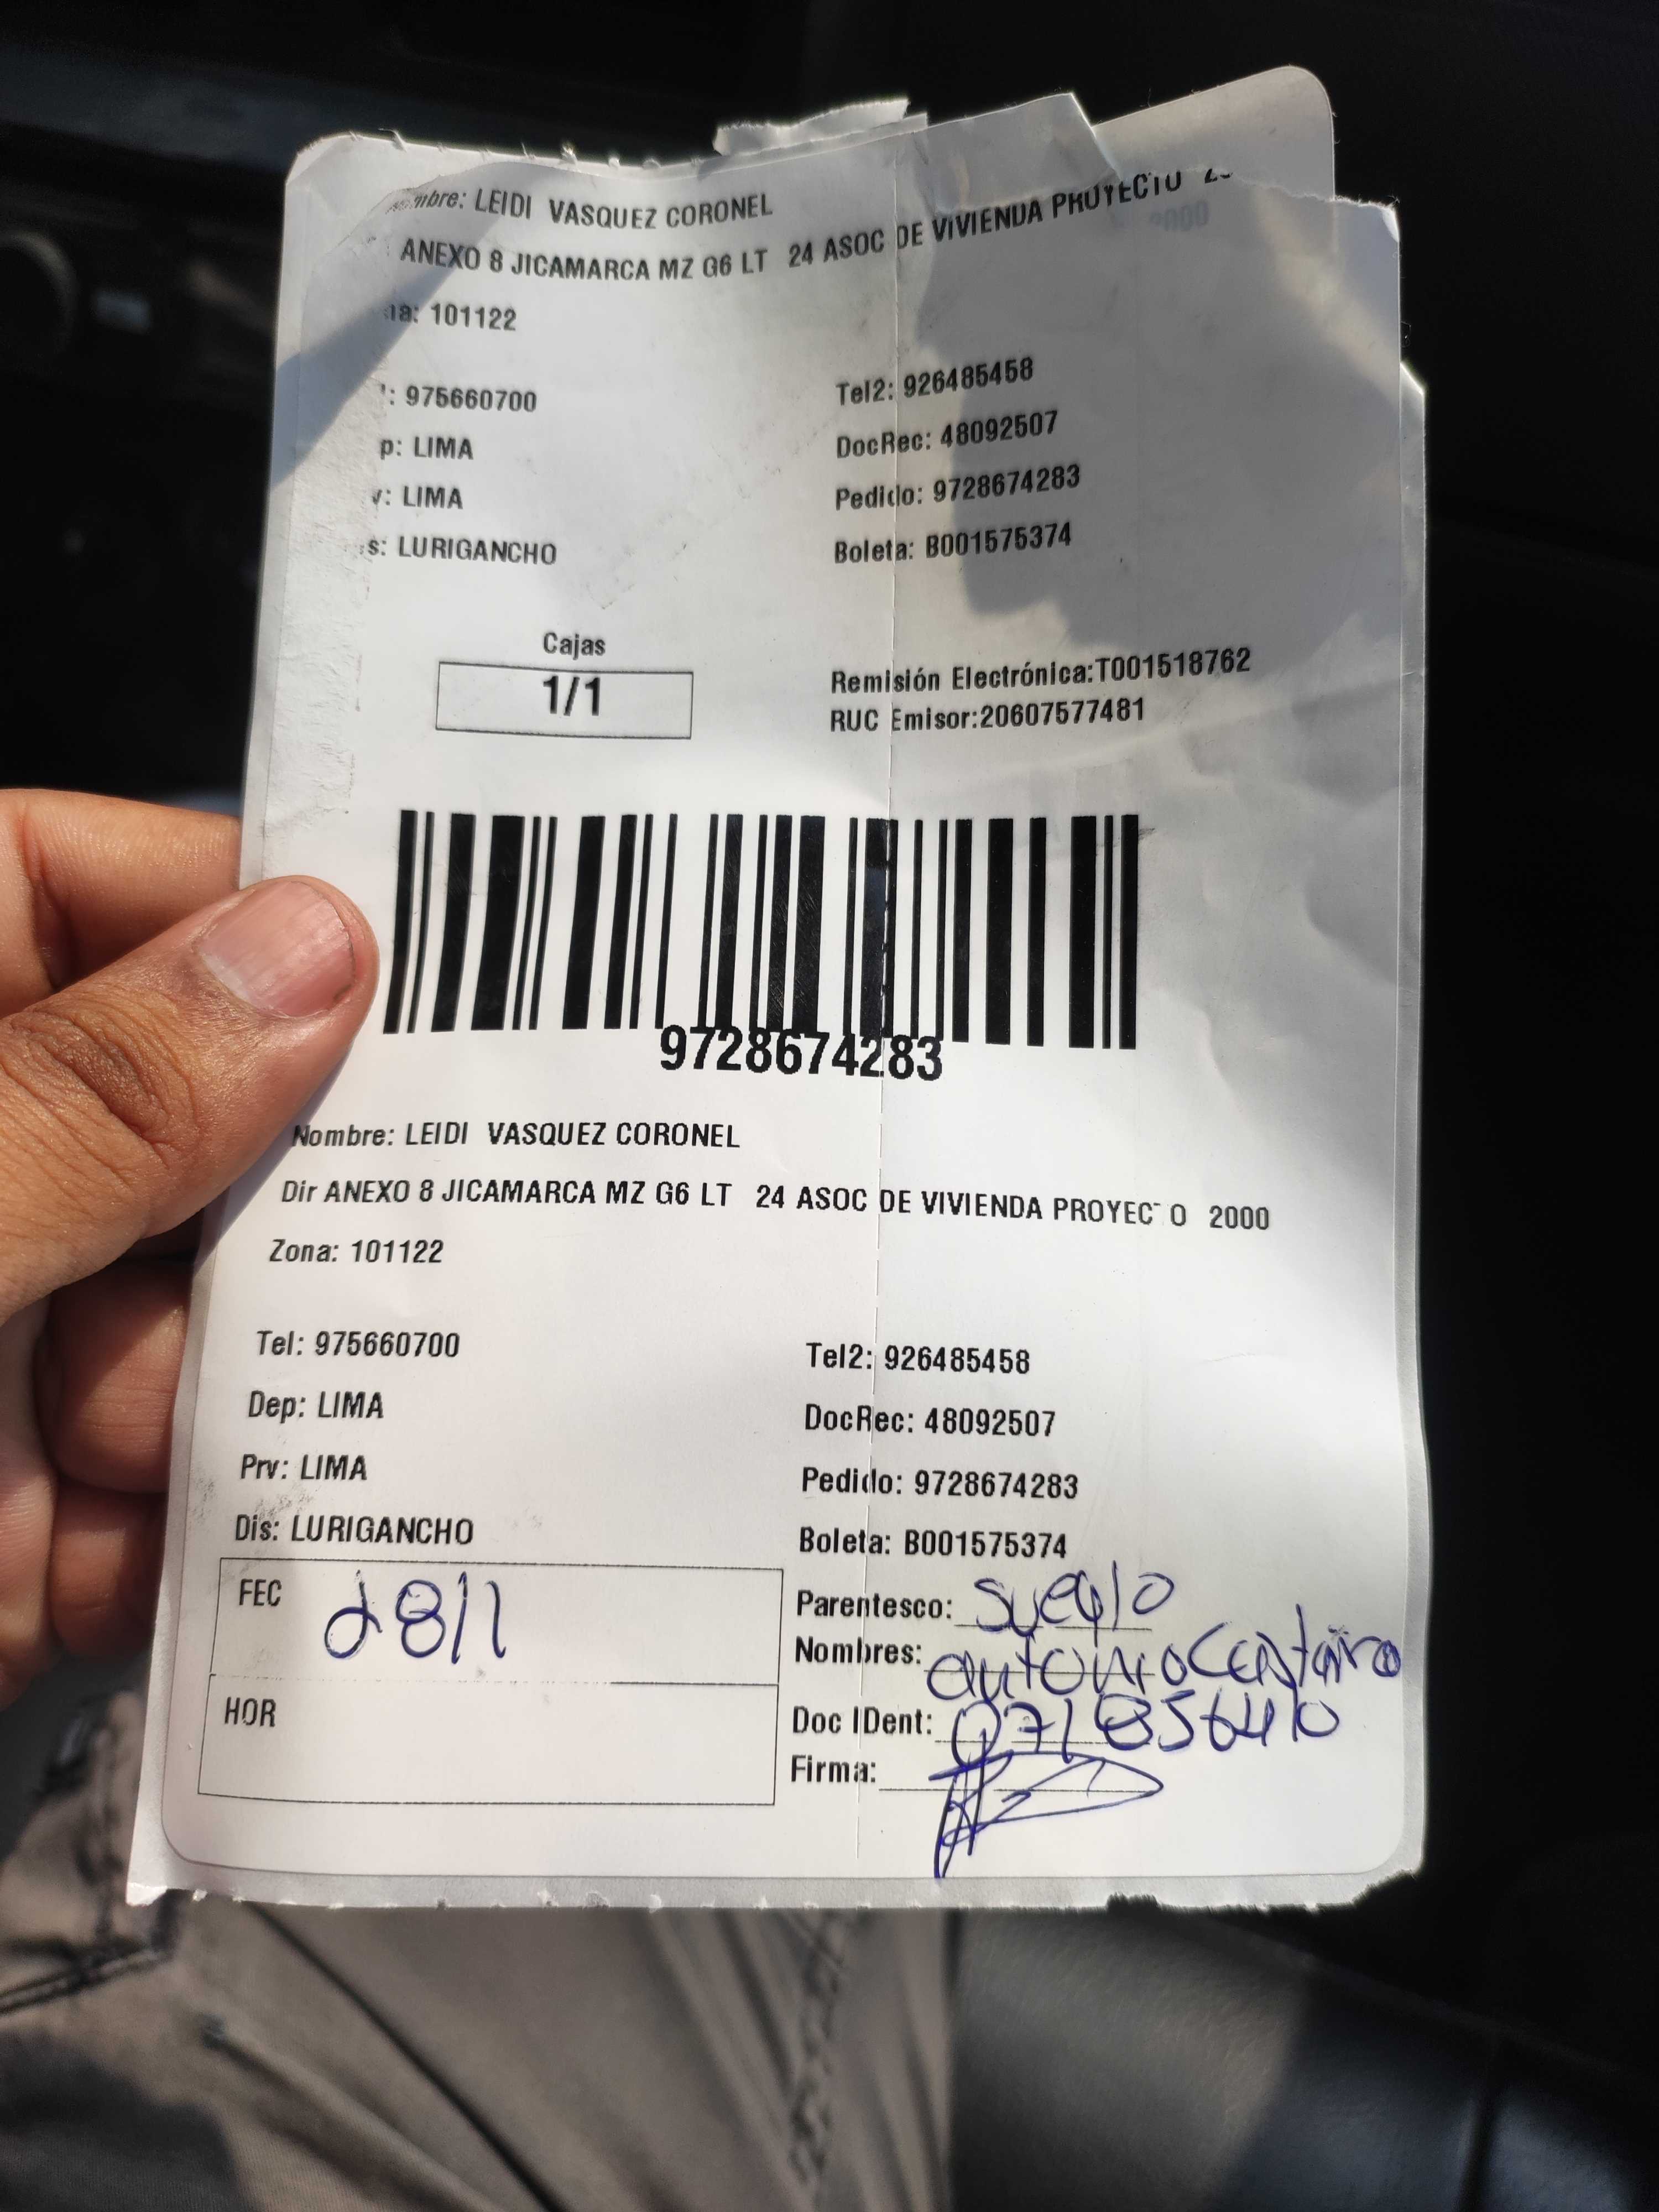 mbre: LEIDI VASQUEZ CORONEL
ANEXO 8 JICAMARCA MZ G6 LT 24 ASOC DE VIVIENDA PROYECTO
na: 101122
: 975660700 Tel2: 926485458
p: LIMA DocRec: 48092507
v: LIMA Pedido: 9728674283
s: LURIGANCHO Boleta: B001575374
Cajas
1/1
Remisión Electrónica:T001518762
RUC Emisor:20607577481
9728674283
Nombre: LEIDI VASQUEZ CORONEL
Dir ANEXO 8 JICAMARCA MZ G6 LT 24 ASOC DE VIVIENDA PROYECTO 2000
Zona: 101122
Tel: 975660700 Tel2: 926485458
Dep: LIMA DocRec: 48092507
Prv: LIMA Pedido: 9728674283
Dis: LURIGANCHO Boleta: B001575374
FEC 28/1
Parentesco: suegro
Nombres: antonio
HOR
Doc IDent:
Firma: